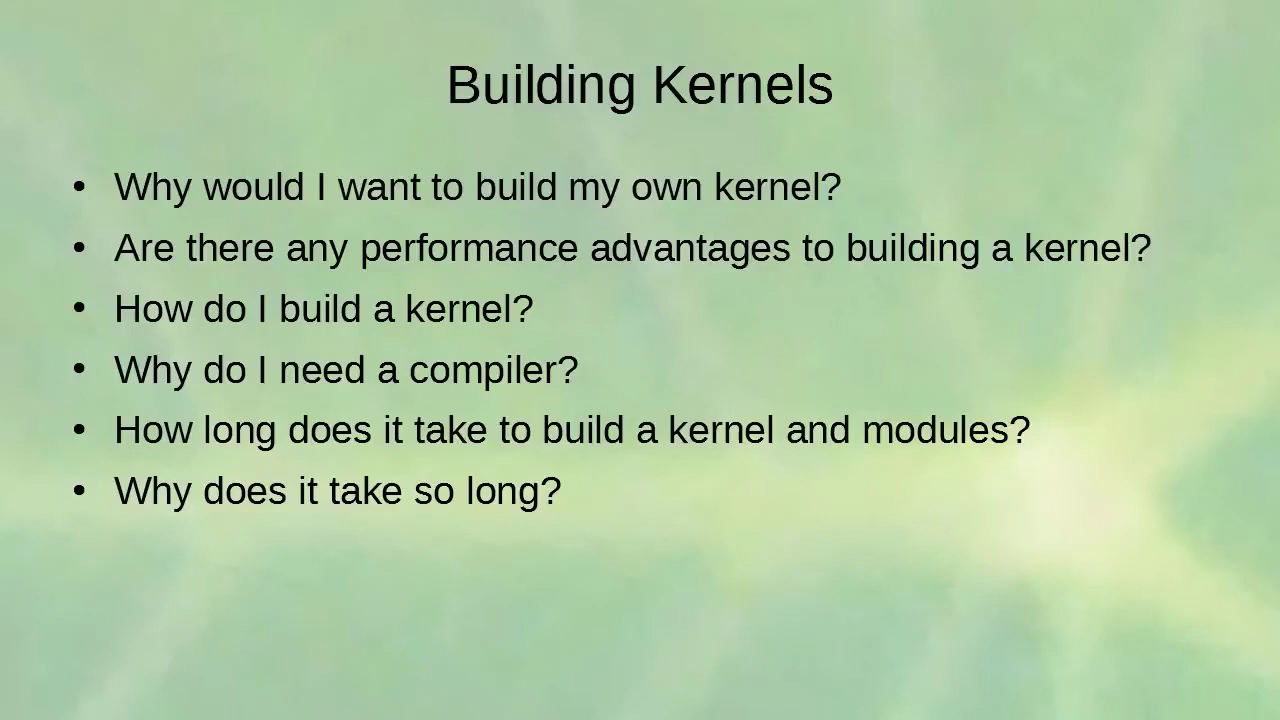 Building Kernels
• Why would I want to build my own kernel?
• Are there any performance advantages to building a kernel?
• How do I build a kernel?
• Why do I need a compiler?
• How long does it take to build a kernel and modules?
• Why does it take so long?